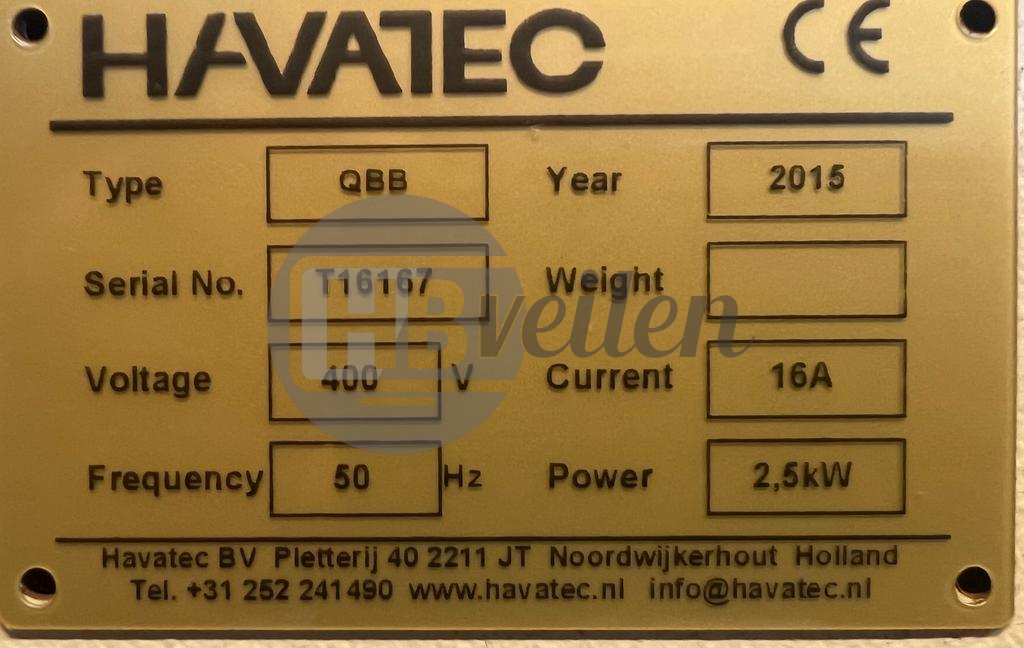 HAVATEC CE
Type QBB Year 2015
Serial No. T16167 Weight
HBvellen
Voltage 400 V Current 16A
Frequency 50 Hz Power 2,5kW
Havatec BV Pletterij 40 2211 JT Noordwijkerhout Holland
Tel. +31 252 241490 www.havatec.nl info@havatec.nl